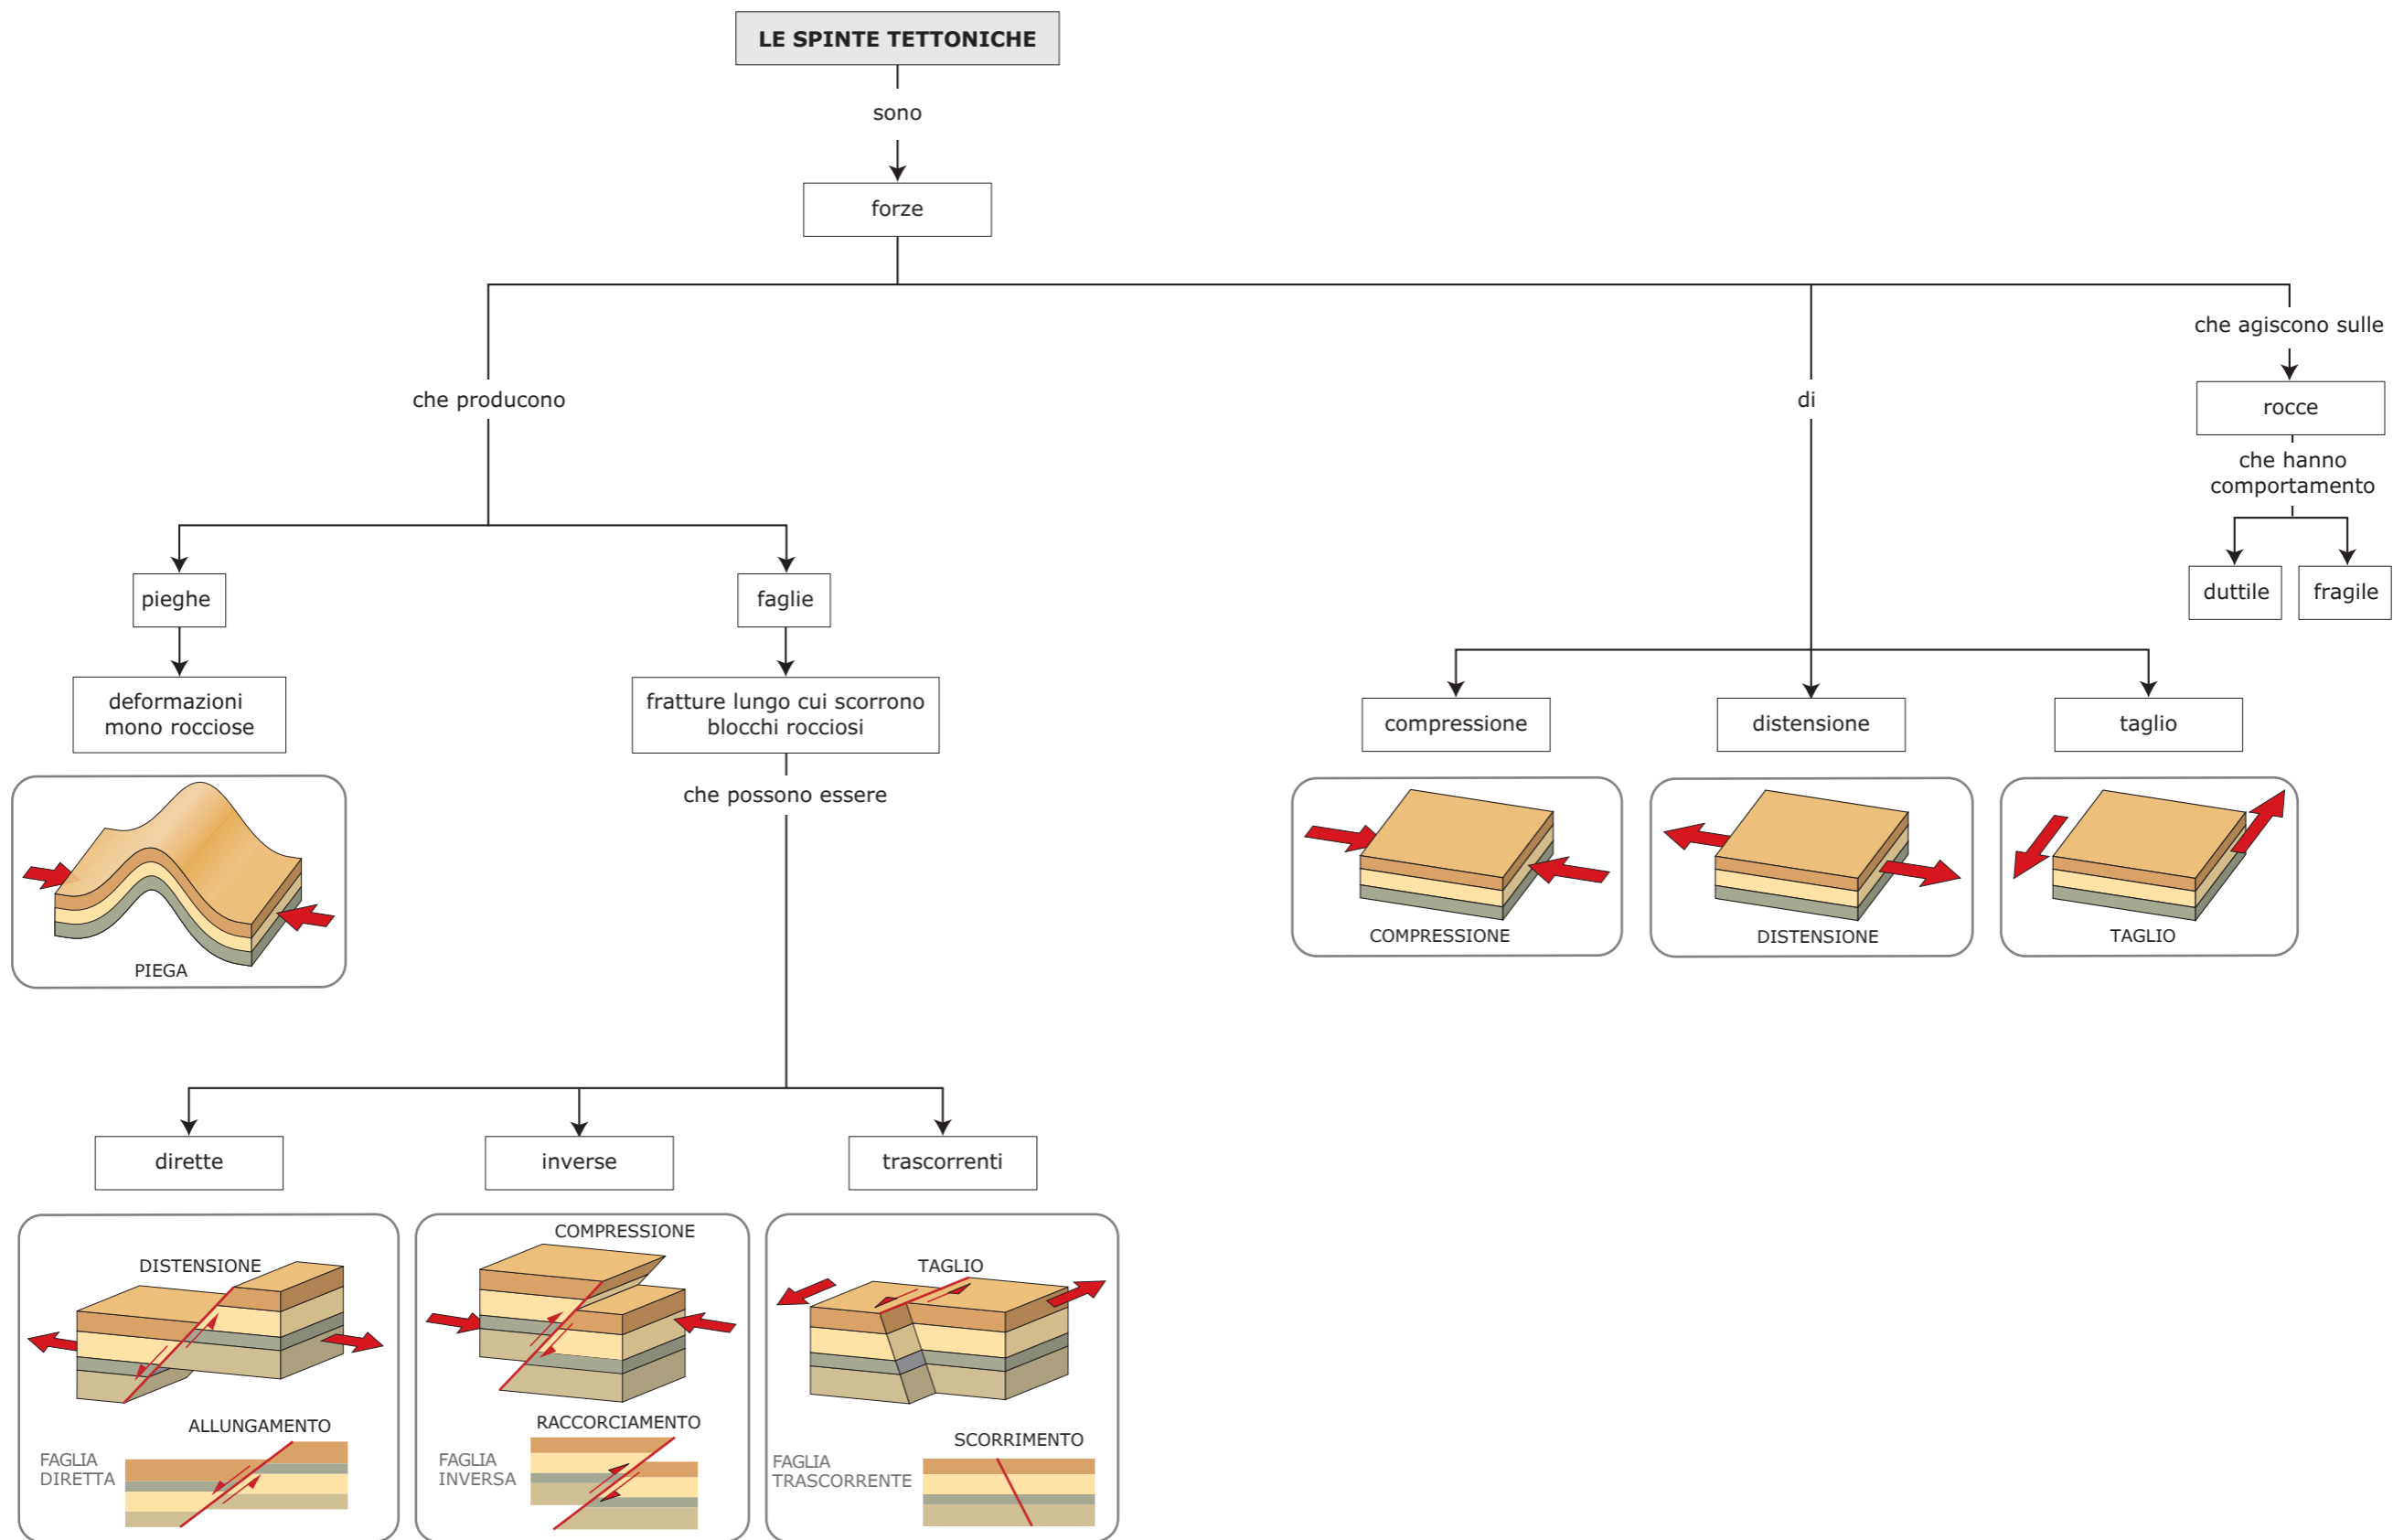 LE SPINTE TETTONICHE
sono
forze
che producono
di
che agiscono sulle
rocce
che hanno
comportamento
duttile
fragile
pieghe
faglie
deformazioni
mono rocciose
fratture lungo cui scorrono
blocchi rocciosi
che possono essere
compressione
distensione
taglio
PIEGA
COMPRESSIONE
DISTENSIONE
TAGLIO
dirette
inverse
trascorrenti
DISTENSIONE
ALLUNGAMENTO
FAGLIA
DIRETTA
COMPRESSIONE
RACCORCIAMENTO
FAGLIA
INVERSA
TAGLIO
SCORRIMENTO
FAGLIA
TRASCORRENTE